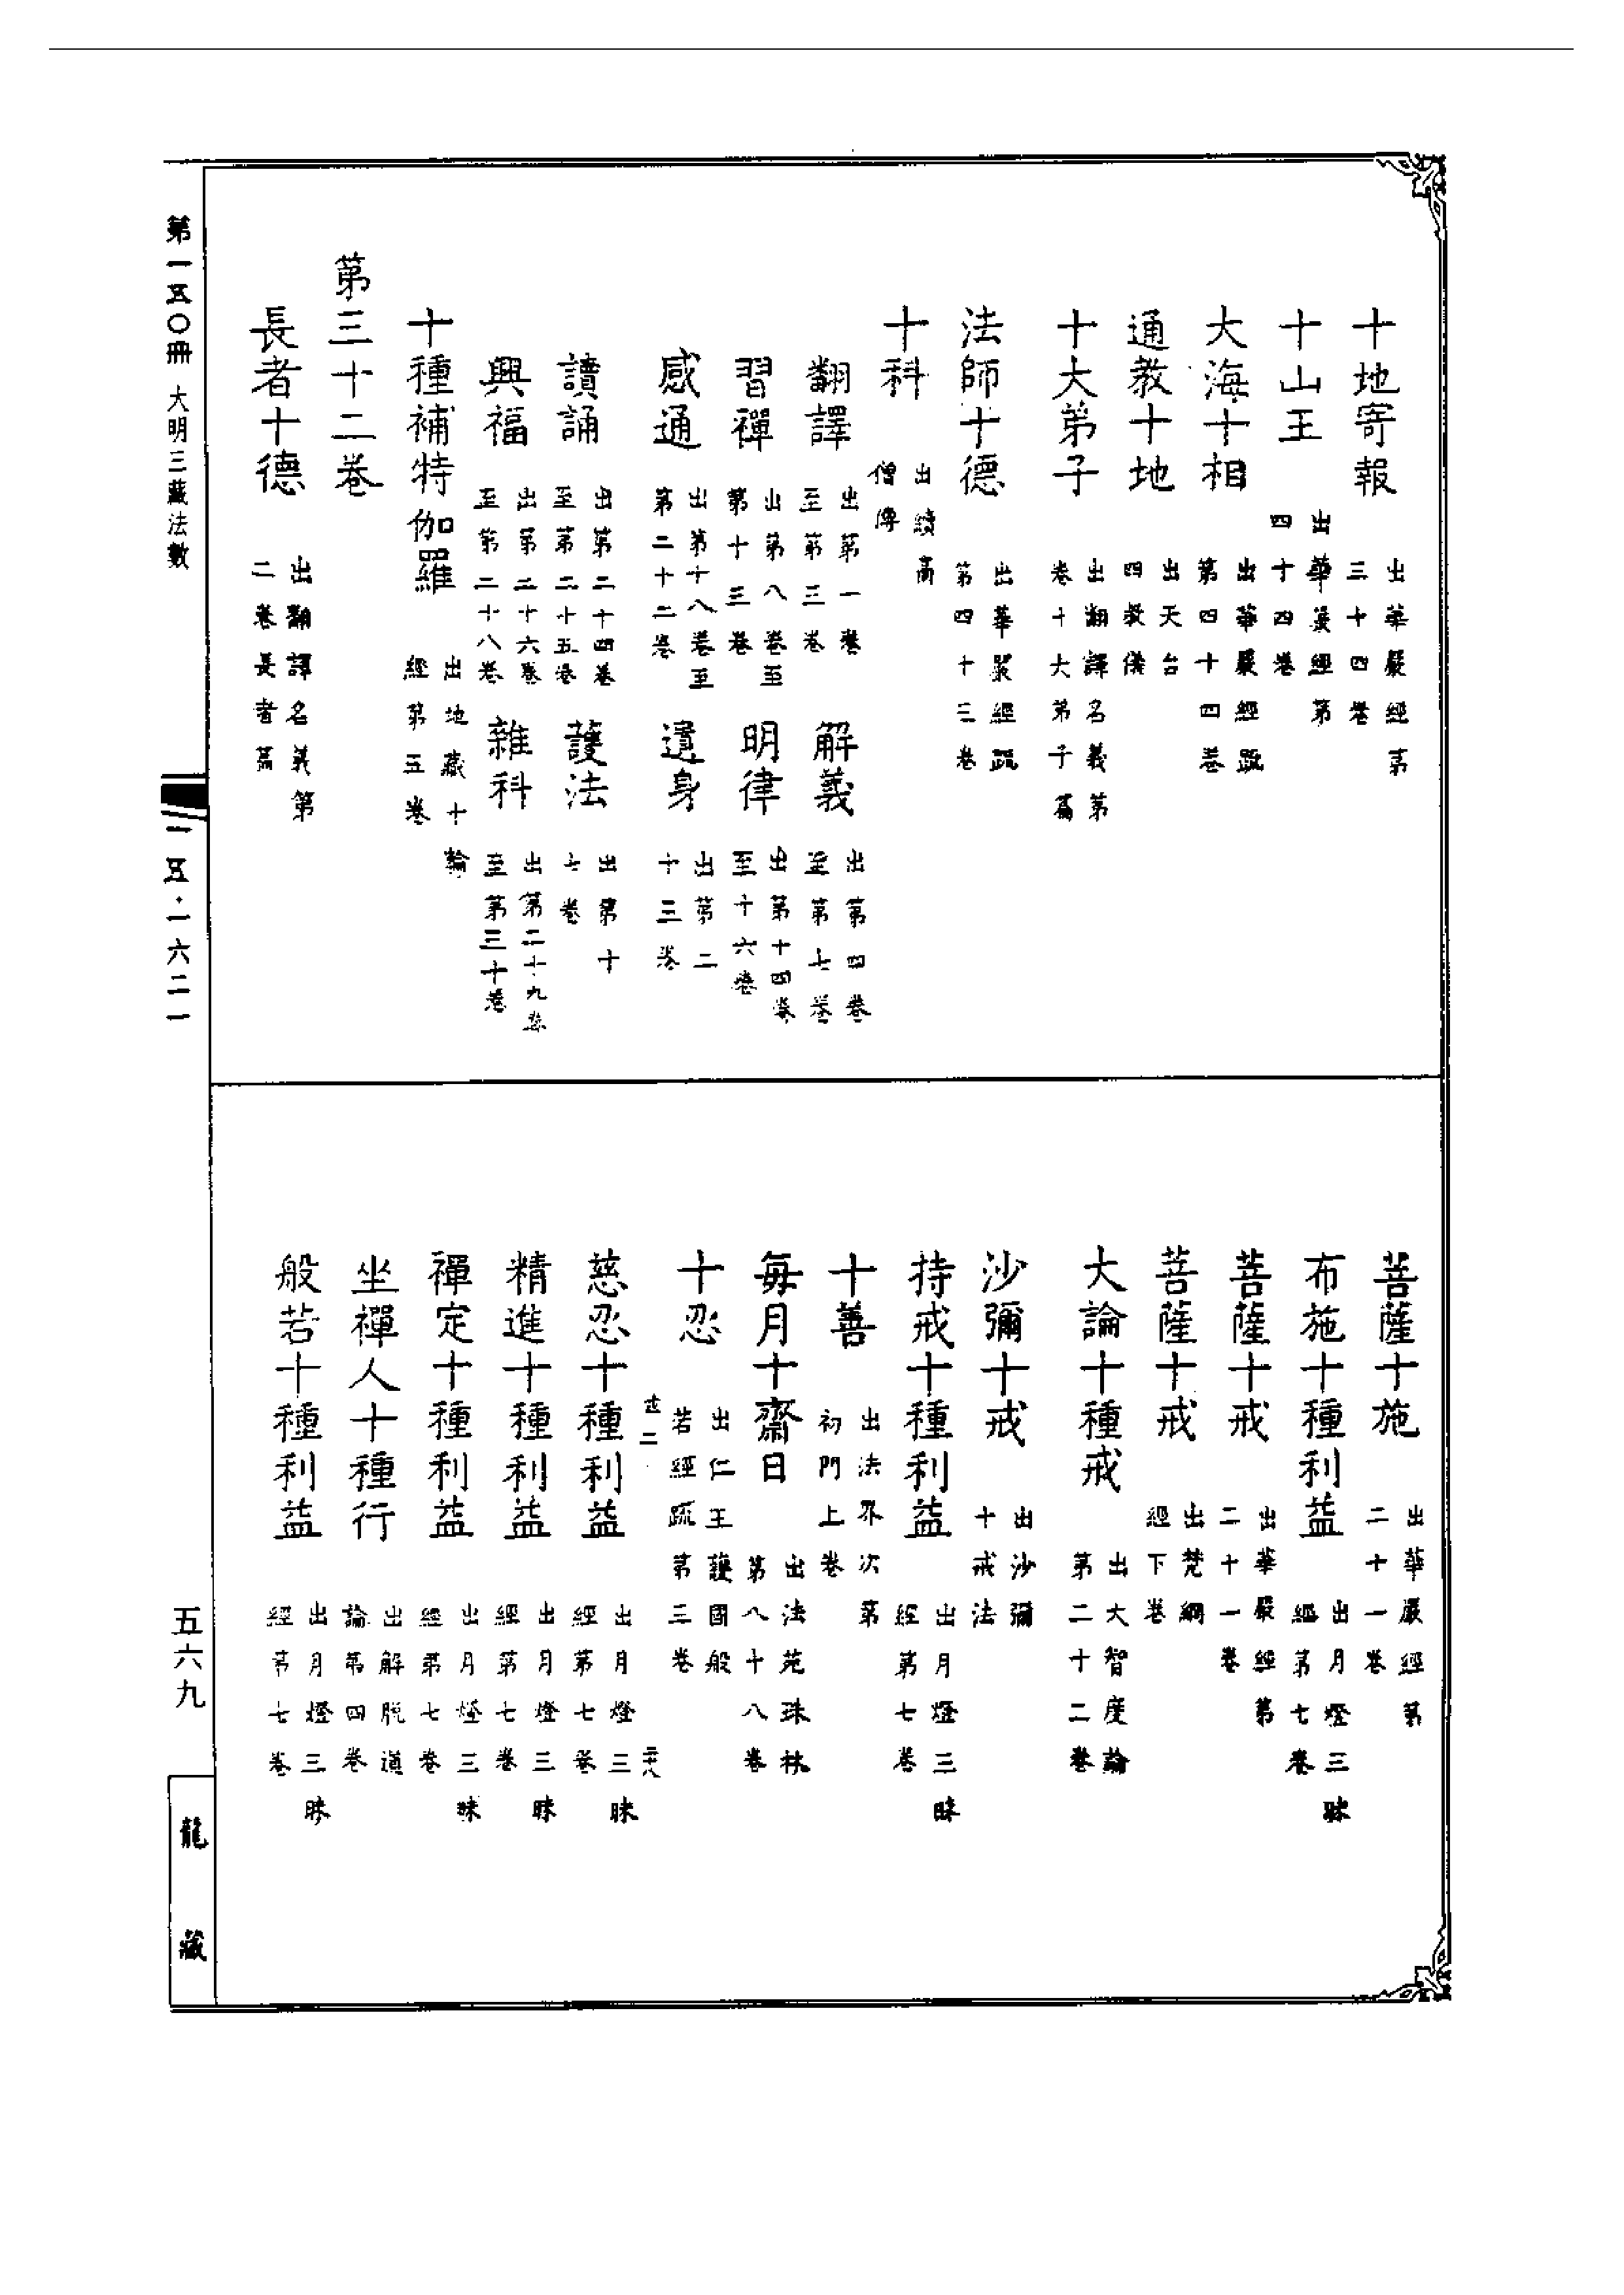 十地寄報 出華嚴經第三十四卷
十山王 出華嚴經第四十四卷
大海十相 出華嚴經疏第四十四卷
通教十地 出天台四教儀
十大弟子 出翻譯名義第卷十大弟子篇
法師十德 出華嚴經疏第四十三卷
十科 出續高僧傳
翻譯 出第一卷至第三卷 解義 出第四卷至第七卷
習禪 出第八卷至第十三卷 明律 出第十四卷至十六卷
感通 出第十八卷至第二十二卷 遺身 出第二十三卷
讀誦 出第二十四卷至第二十五卷 護法 出第十七卷
興福 出第二十六卷至第二十八卷 雜科 出第二十九卷至第三十卷
十種補特伽羅 出地藏十輪經第五卷
第三十二卷
長者十德 出翻譯名義第二卷長者篇
菩薩十施 出華嚴經第二十一卷
布施十種利益 出月燈三昧經第七卷
菩薩十戒 出華嚴經第二十一卷
菩薩十戒 出梵網經下卷
大論十種戒 出大智度論第二十二卷
沙彌十戒 出沙彌十戒法
持戒十種利益 出月燈三昧經第七卷
十善 出法界次第初門上卷
每月十齋日 出法苑珠林第八十八卷
十忍 出仁王護國般若經疏第三卷
二十八
慈忍十種利益 出月燈三昧經第七卷
精進十種利益 出月燈三昧經第七卷
禪定十種利益 出月燈三昧經第七卷
坐禪人十種行 出解脫道論第四卷
般若十種利益 出月燈三昧經第七卷
第一五〇冊 大明三藏法數
一五·一六二一
五六九
龍藏